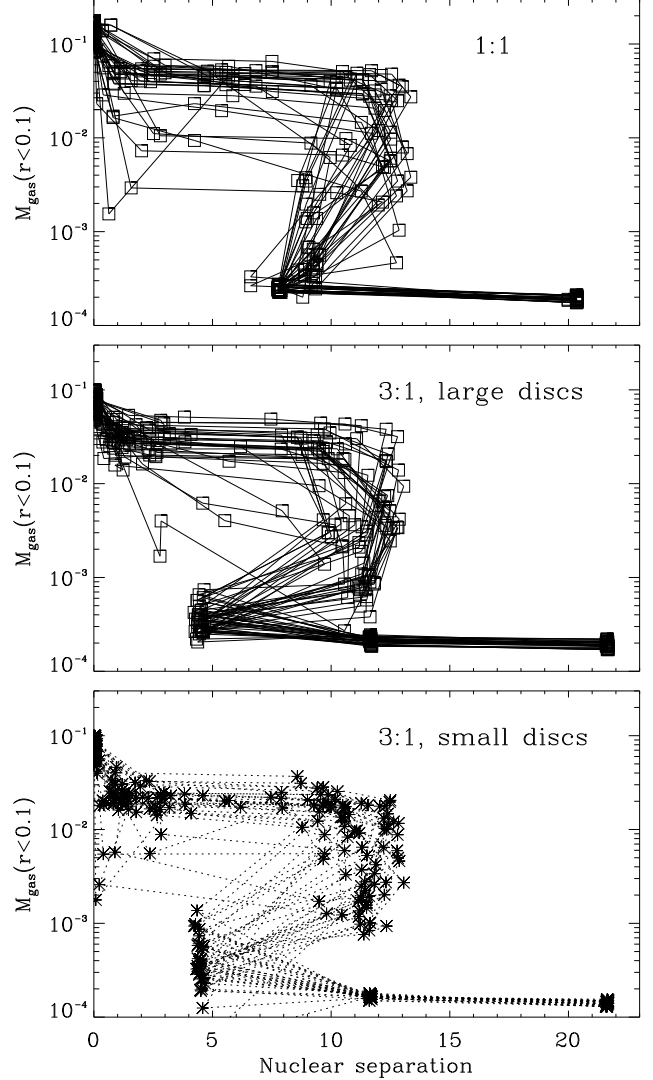 1:1
10⁻¹
10⁻²
10⁻³
10⁻⁴
M_gas(r<0.1)
3:1, large discs
10⁻¹
10⁻²
10⁻³
10⁻⁴
M_gas(r<0.1)
3:1, small discs
10⁻¹
10⁻²
10⁻³
10⁻⁴
M_gas(r<0.1)
0 5 10 15 20
Nuclear separation